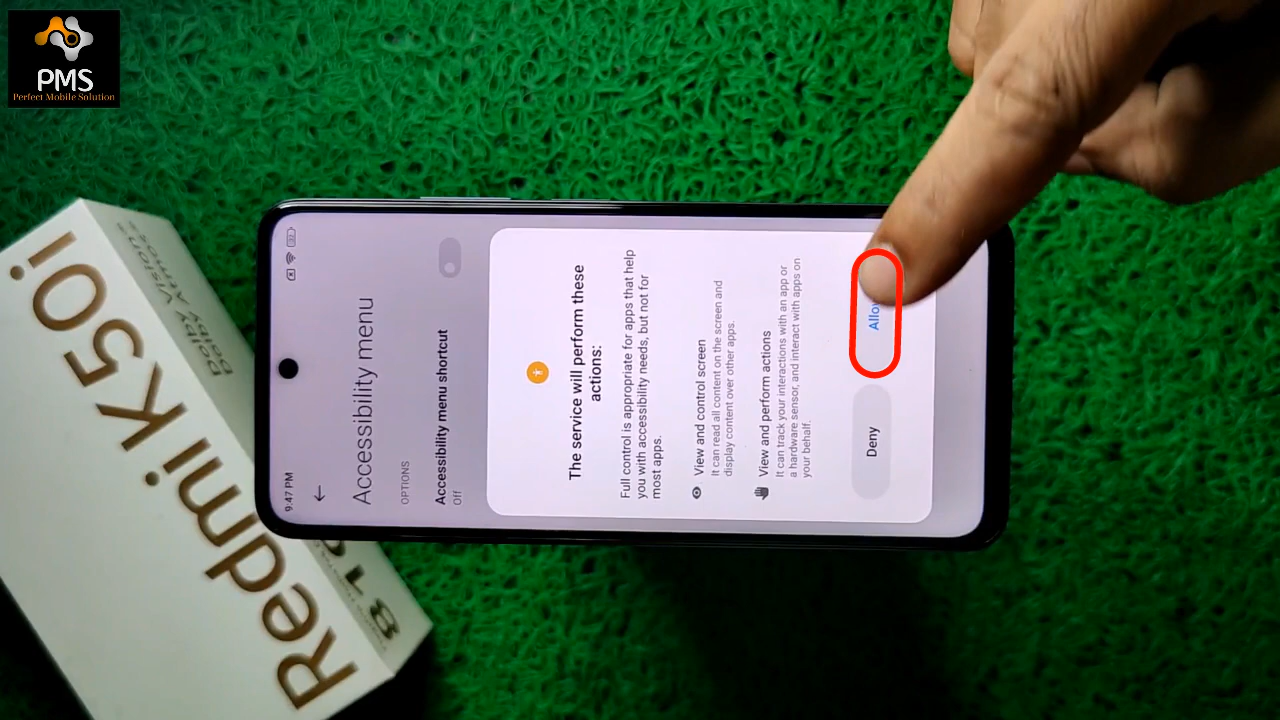 PMS
Perfect Mobile Solution
9:47 PM
Accessibility menu
OPTIONS
Accessibility menu shortcut
Off
The service will perform these
actions:
Full control is appropriate for apps that help
you with accessibility needs, but not for
most apps.
View and control screen
It can read all content on the screen and
display content over other apps.
View and perform actions
It can track your interactions with an app or
a hardware sensor, and interact with apps on
your behalf.
Deny
Redmi K50i
Dolby Vision®
Dolby Atmos